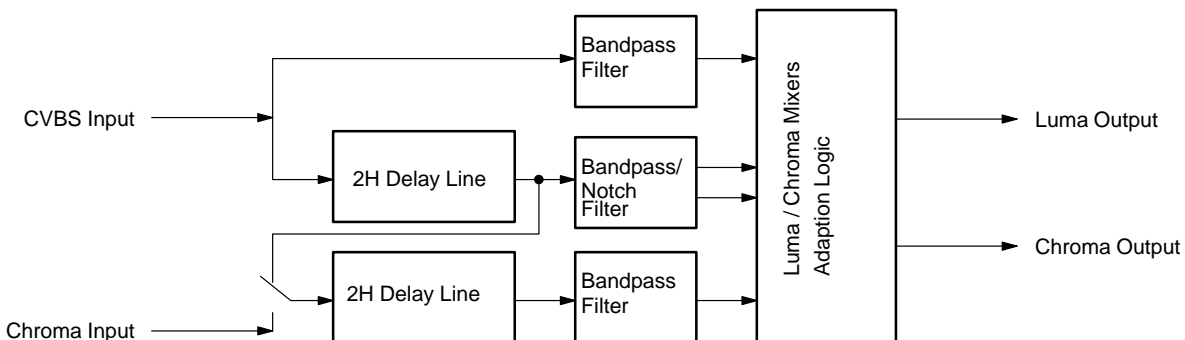 Bandpass
Filter
CVBS Input
Luma Output
2H Delay Line
Bandpass/
Notch
Filter
Luma / Chroma Mixers
Adaption Logic
Chroma Output
2H Delay Line
Bandpass
Filter
Chroma Input